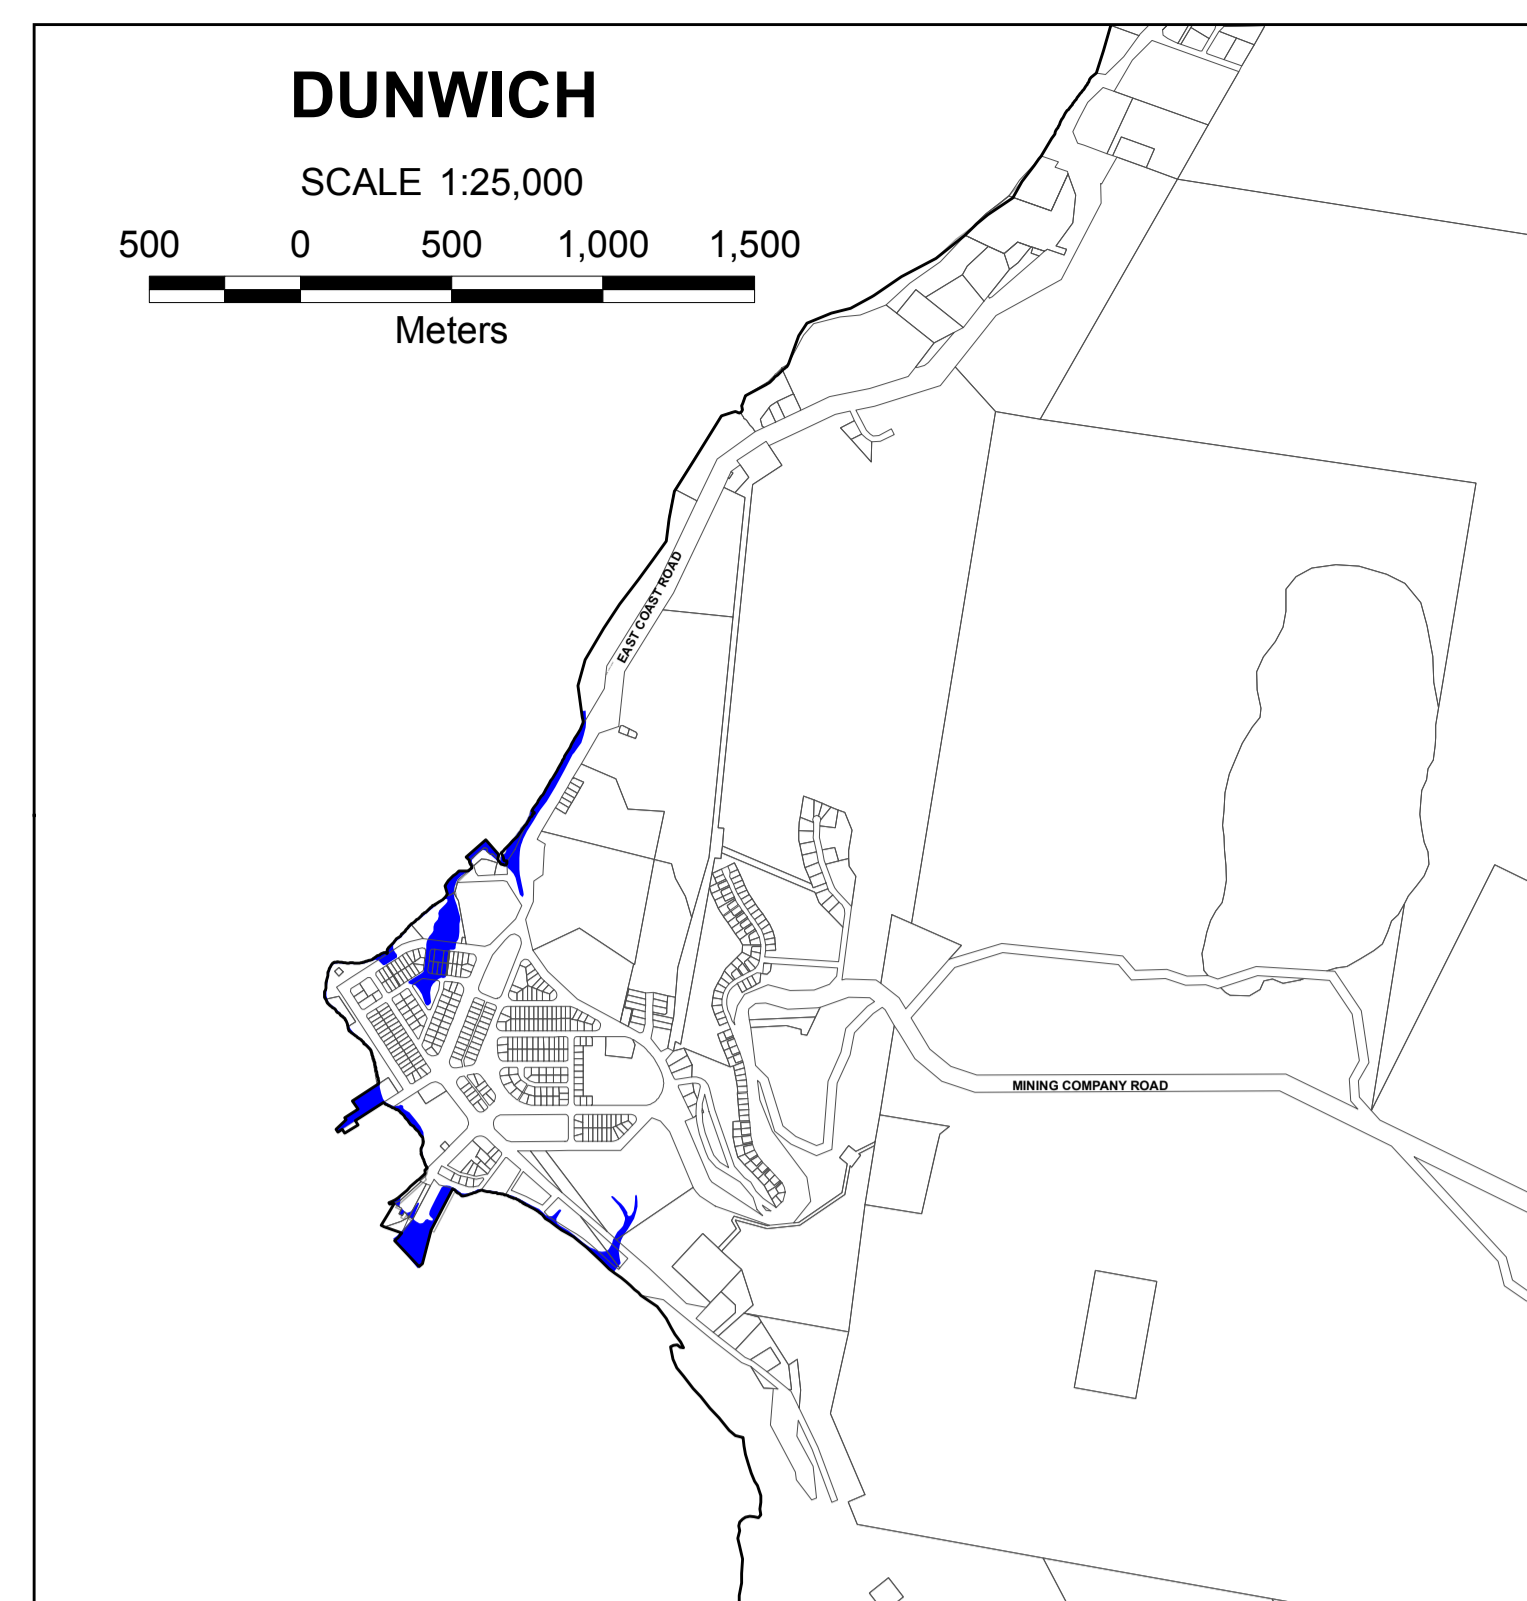 DUNWICH
SCALE 1:25,000
500 0 500 1,000 1,500
Meters
EAST COAST ROAD
MINING COMPANY ROAD